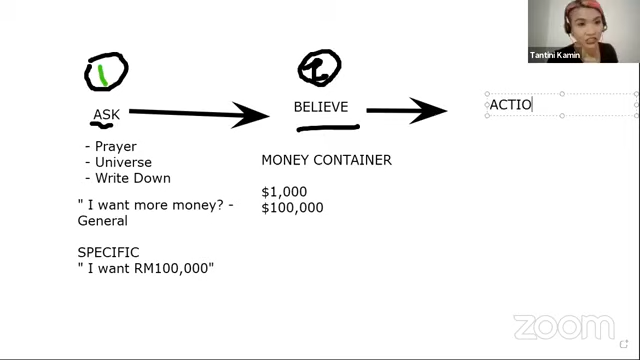 Tantini Kamin
1
2
ASK
BELIEVE
ACTIO
- Prayer
- Universe
- Write Down
" I want more money? -
General
SPECIFIC
" I want RM100,000"
MONEY CONTAINER
$1,000
$100,000
zoom